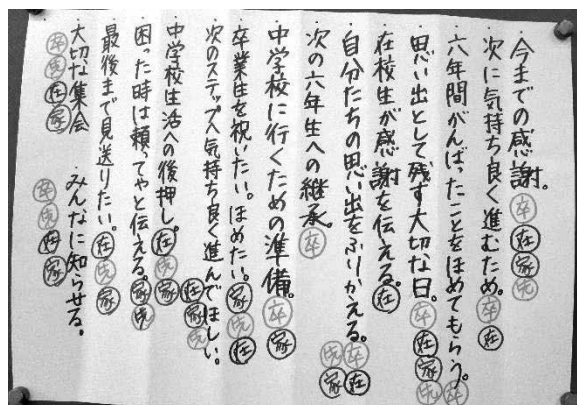 ・今までの感謝。卒在家先
・次に気持ち良く進むため。卒在
・六年間がんばったことをほめてもらう。卒
・思い出として残す大切な日。卒在家先
・在校生が感謝を伝える。在
・自分たちの思い出をふりかえる。卒在先家
・次の六年生への継承。卒
・中学校に行くための準備。卒家
・卒業生を祝いたい。ほめたい。家先在
・次のステップへ気持ち良く進んでほしい。在家先
・中学校生活への後押し。在先家
・困った時は頼ってやと伝える。家先
・最後まで見送りたい。在先家
・大切な集会 卒先在家
・みんなに知らせる。卒先在家